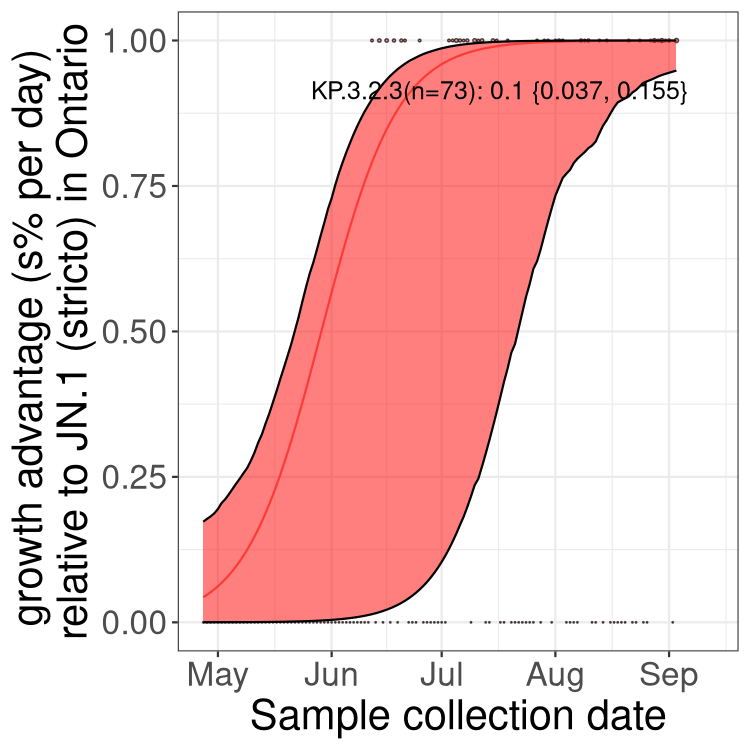 growth advantage (s% per day)
relative to JN.1 (stricto) in Ontario
1.00
0.75
0.50
0.25
0.00
KP.3.2.3(n=73): 0.1 {0.037, 0.155}
May Jun Jul Aug Sep
Sample collection date